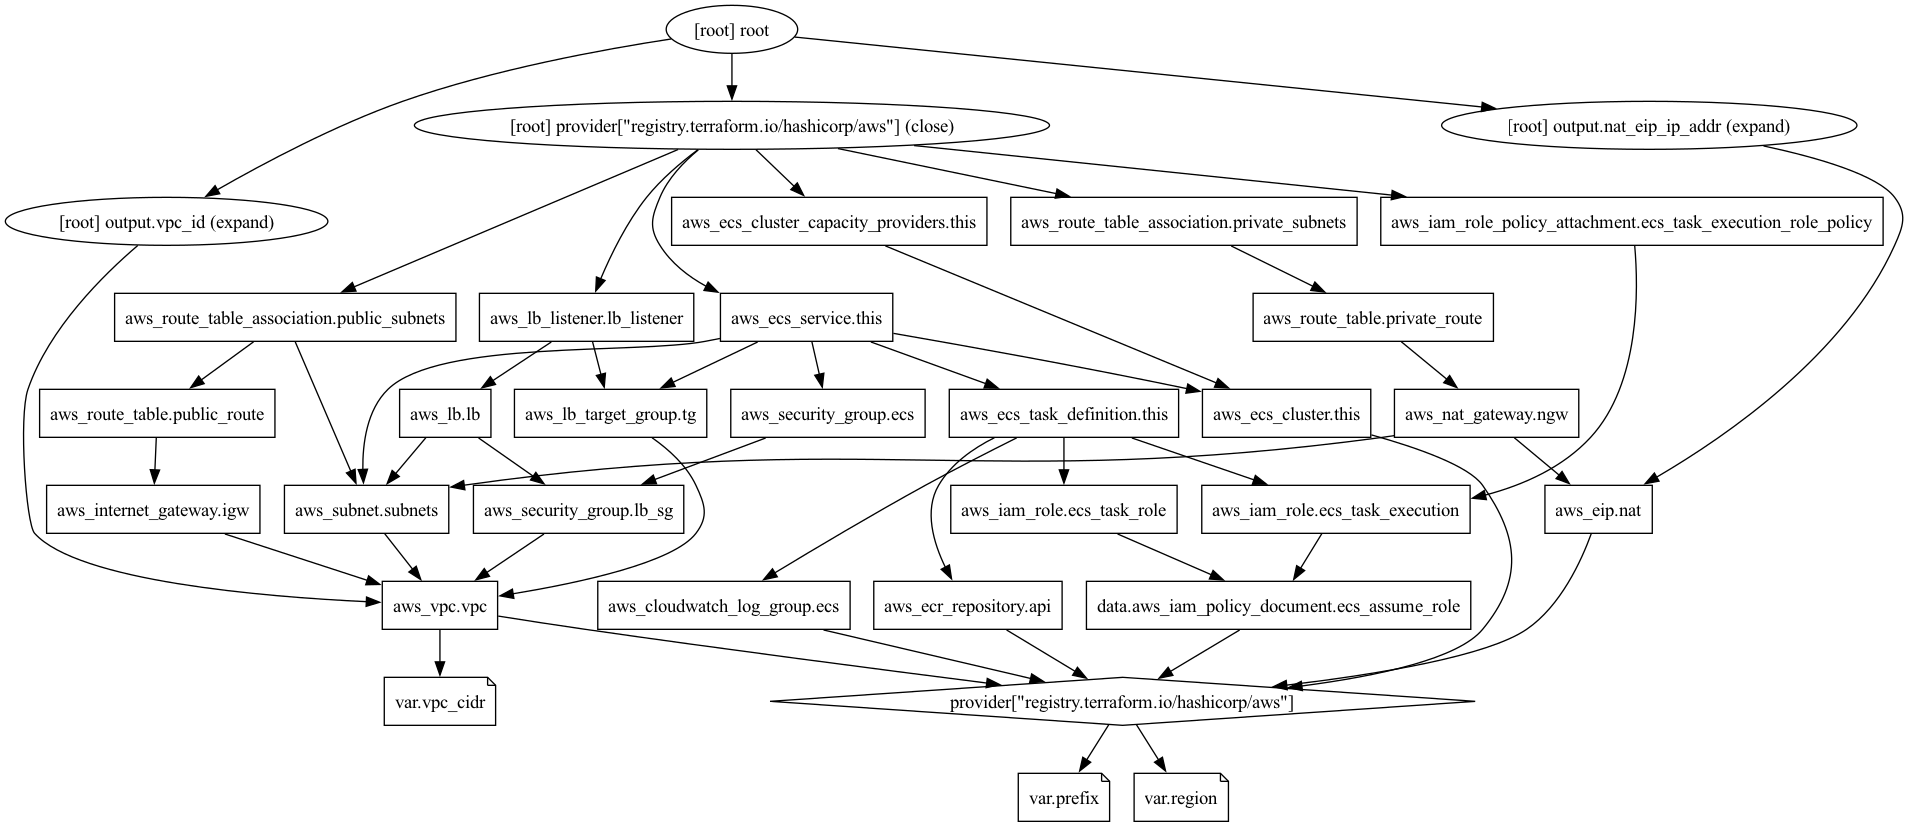 [root] root
[root] provider["registry.terraform.io/hashicorp/aws"] (close)
[root] output.nat_eip_ip_addr (expand)
[root] output.vpc_id (expand)
aws_ecs_cluster_capacity_providers.this
aws_route_table_association.private_subnets
aws_iam_role_policy_attachment.ecs_task_execution_role_policy
aws_route_table_association.public_subnets
aws_lb_listener.lb_listener
aws_ecs_service.this
aws_route_table.private_route
aws_route_table.public_route
aws_lb.lb
aws_lb_target_group.tg
aws_security_group.ecs
aws_ecs_task_definition.this
aws_ecs_cluster.this
aws_nat_gateway.ngw
aws_internet_gateway.igw
aws_subnet.subnets
aws_security_group.lb_sg
aws_iam_role.ecs_task_role
aws_iam_role.ecs_task_execution
aws_eip.nat
aws_vpc.vpc
aws_cloudwatch_log_group.ecs
aws_ecr_repository.api
data.aws_iam_policy_document.ecs_assume_role
var.vpc_cidr
provider["registry.terraform.io/hashicorp/aws"]
var.prefix
var.region